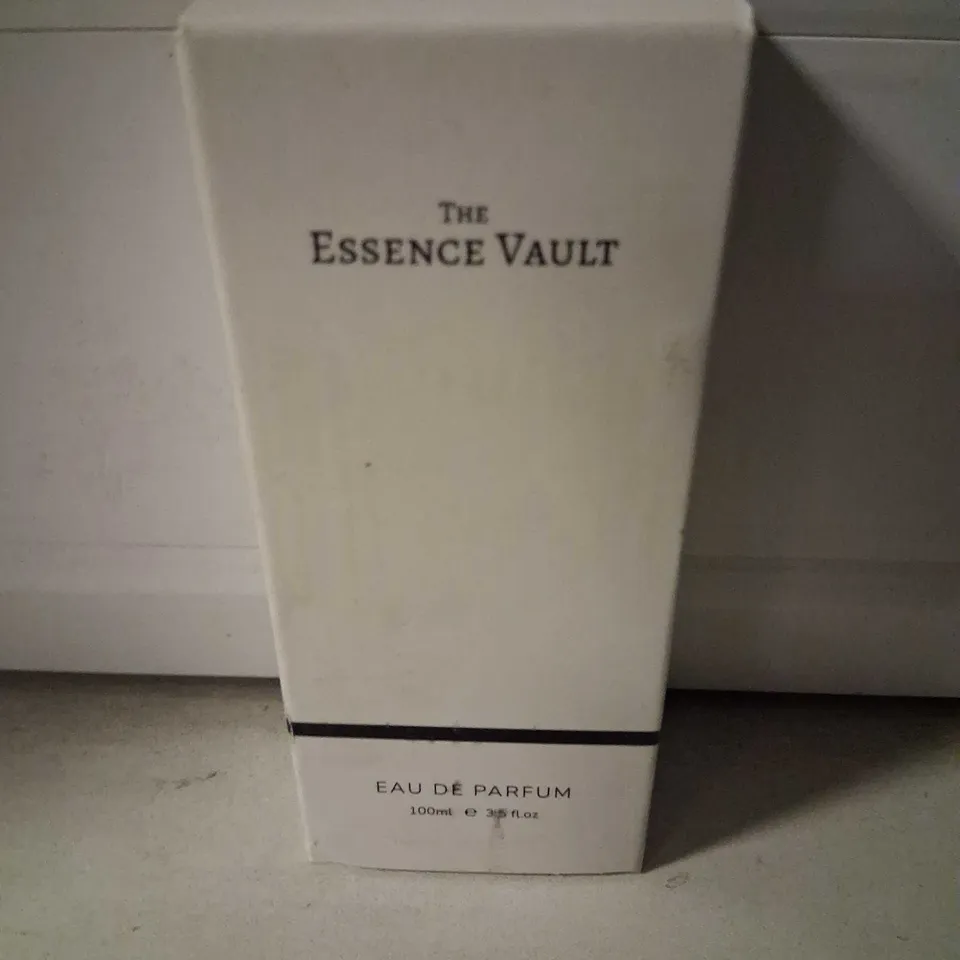 THE
ESSENCE VAULT
EAU DE PARFUM
100ml ℮ 3.5 fl.oz